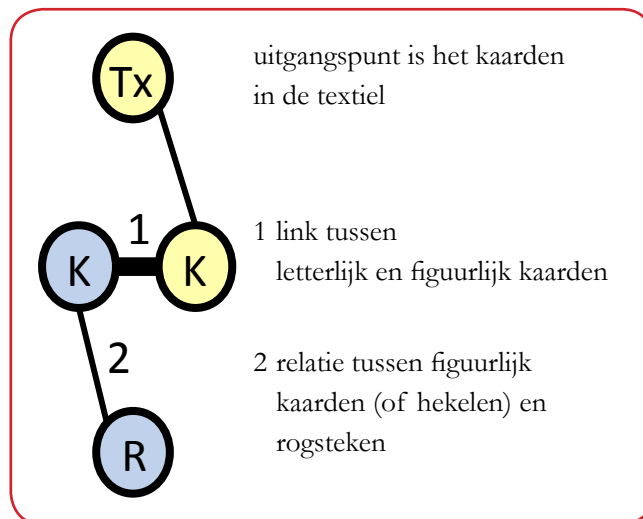 Tx
uitgangspunt is het kaarden
in de textiel
1
K
K
1 link tussen
letterlijk en figuurlijk kaarden
2
2 relatie tussen figuurlijk
kaarden (of hekelen) en
rogsteken
R